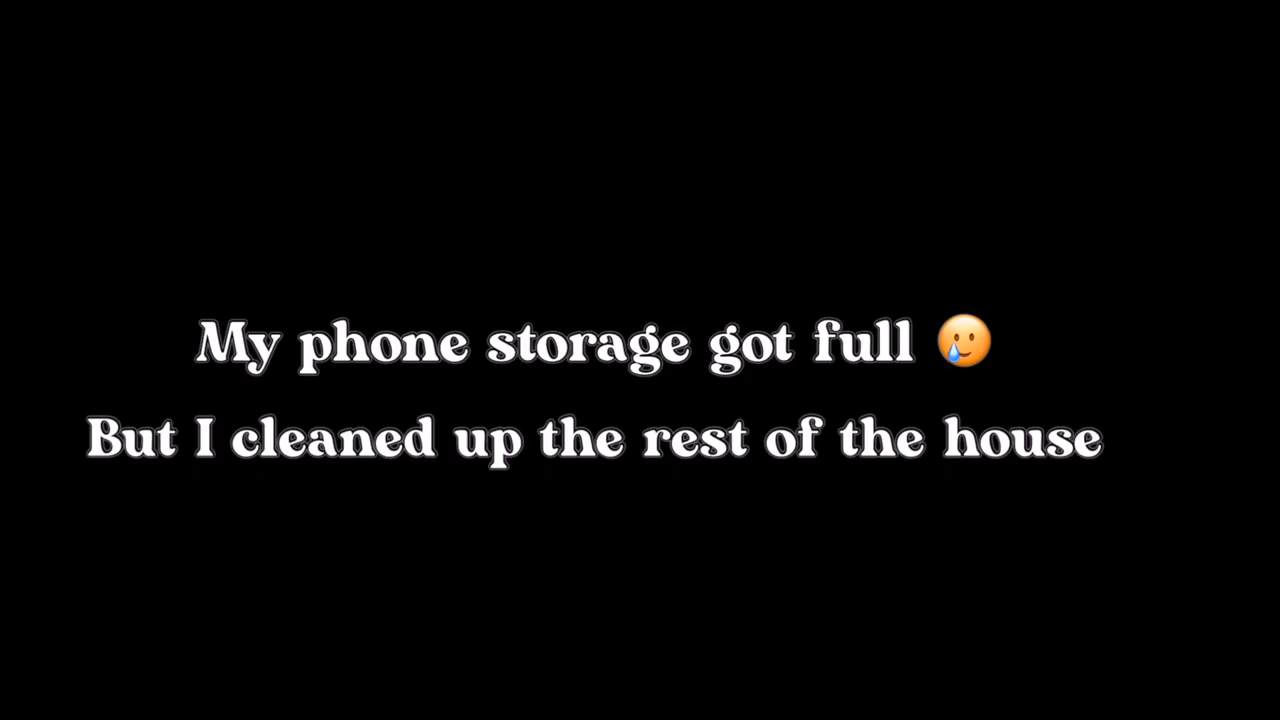 My phone storage got full 🥲
But I cleaned up the rest of the house